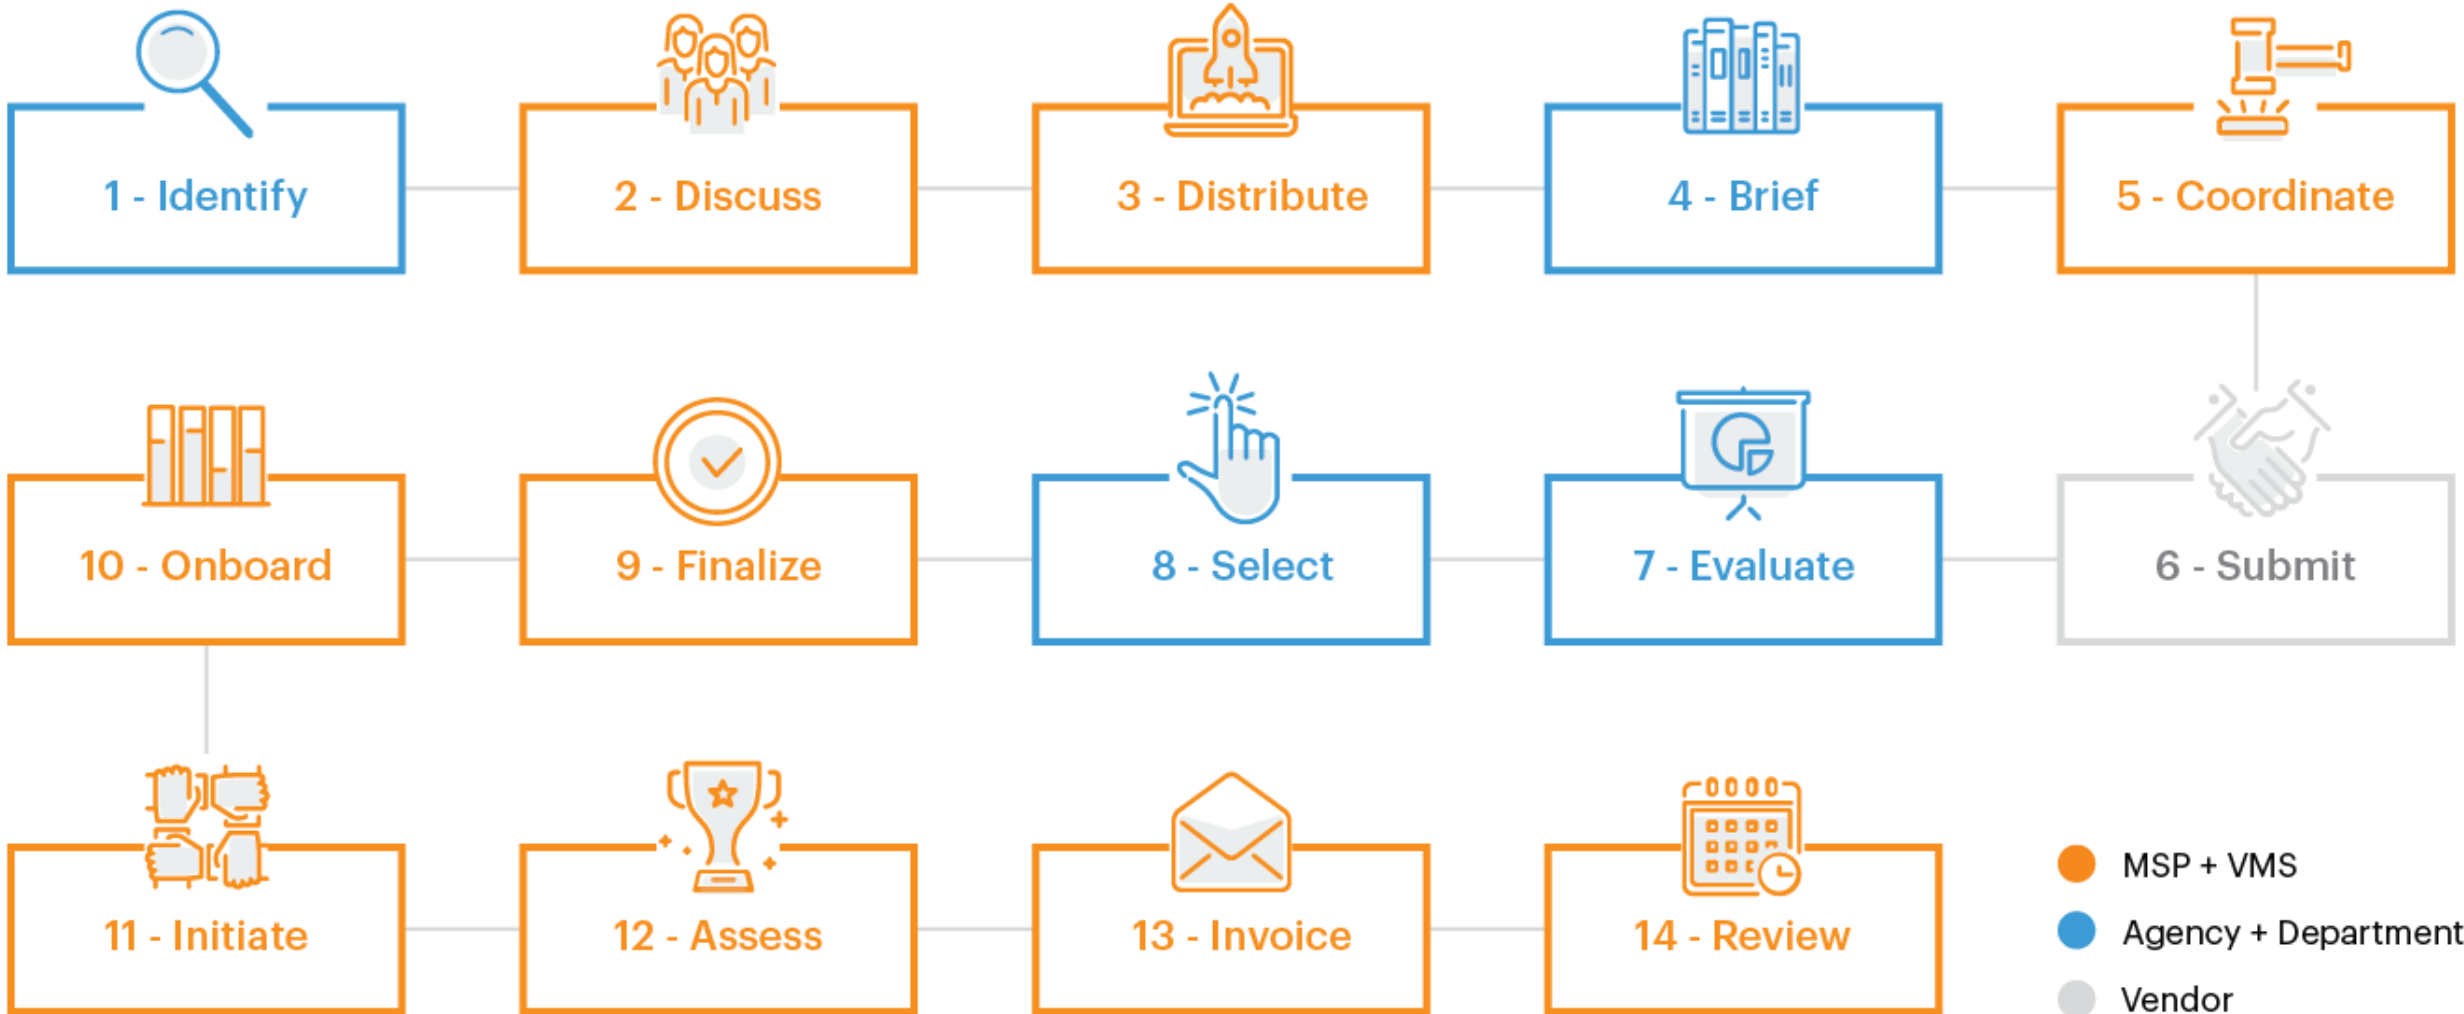 1 - Identify
2 - Discuss
3 - Distribute
4 - Brief
5 - Coordinate
10 - Onboard
9 - Finalize
8 - Select
7 - Evaluate
6 - Submit
11 - Initiate
12 - Assess
13 - Invoice
14 - Review
MSP + VMS
Agency + Department
Vendor